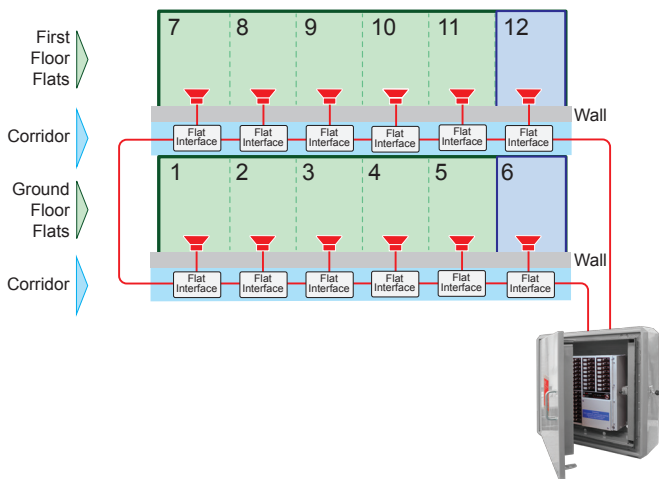 First
Floor
Flats
7 8 9 10 11 12
Wall
Corridor
Flat Interface
Flat Interface
Flat Interface
Flat Interface
Flat Interface
Flat Interface
Ground
Floor
Flats
1 2 3 4 5 6
Wall
Corridor
Flat Interface
Flat Interface
Flat Interface
Flat Interface
Flat Interface
Flat Interface